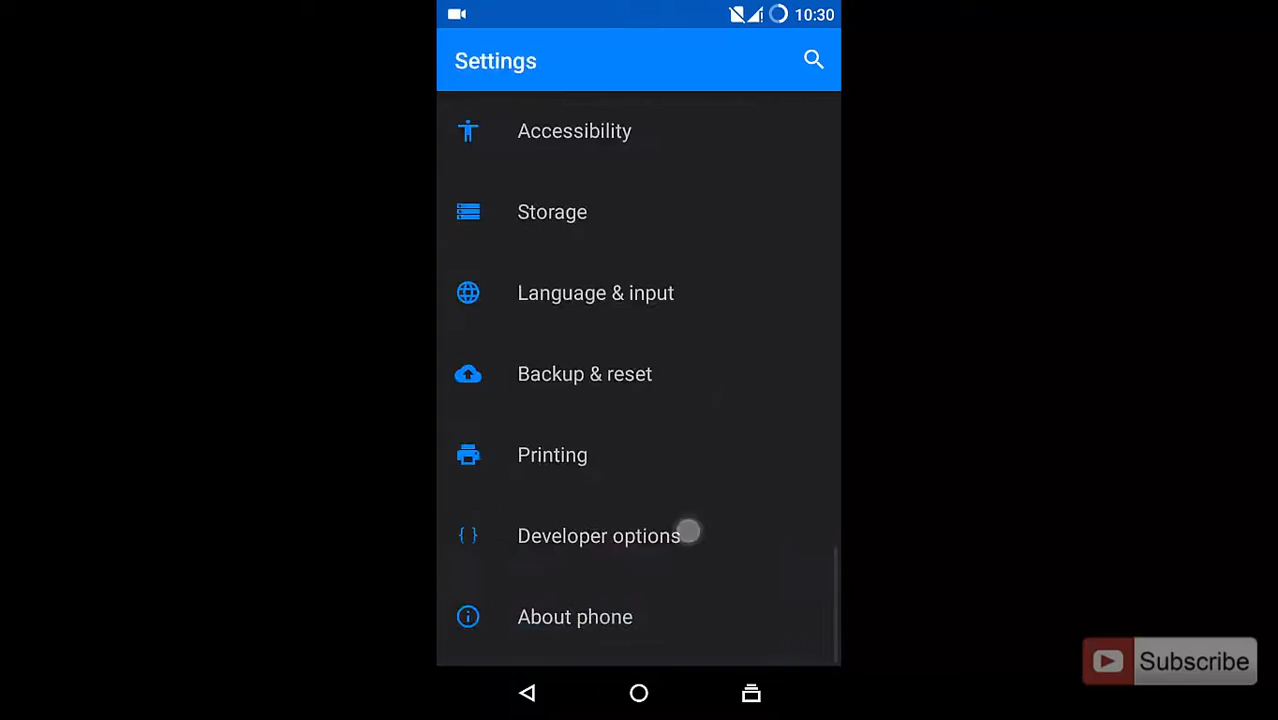 10:30
Settings
Accessibility
Storage
Language & input
Backup & reset
Printing
{ } Developer options
About phone
Subscribe